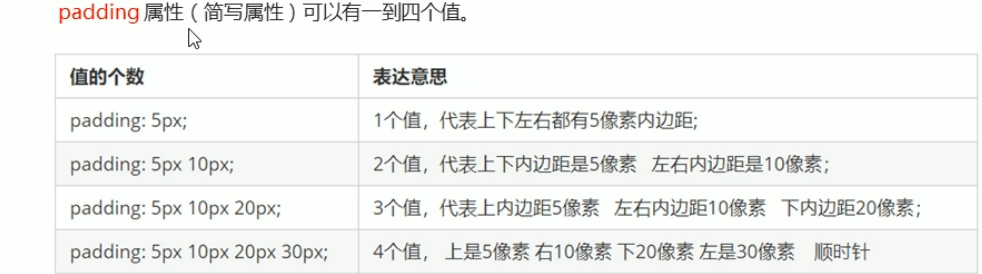 padding 属性（简写属性）可以有一到四个值。
值的个数 表达意思
padding: 5px; 1个值，代表上下左右都有5像素内边距;
padding: 5px 10px; 2个值，代表上下内边距是5像素 左右内边距是10像素；
padding: 5px 10px 20px; 3个值，代表上内边距5像素 左右内边距10像素 下内边距20像素；
padding: 5px 10px 20px 30px; 4个值， 上是5像素 右10像素 下20像素 左是30像素 顺时针